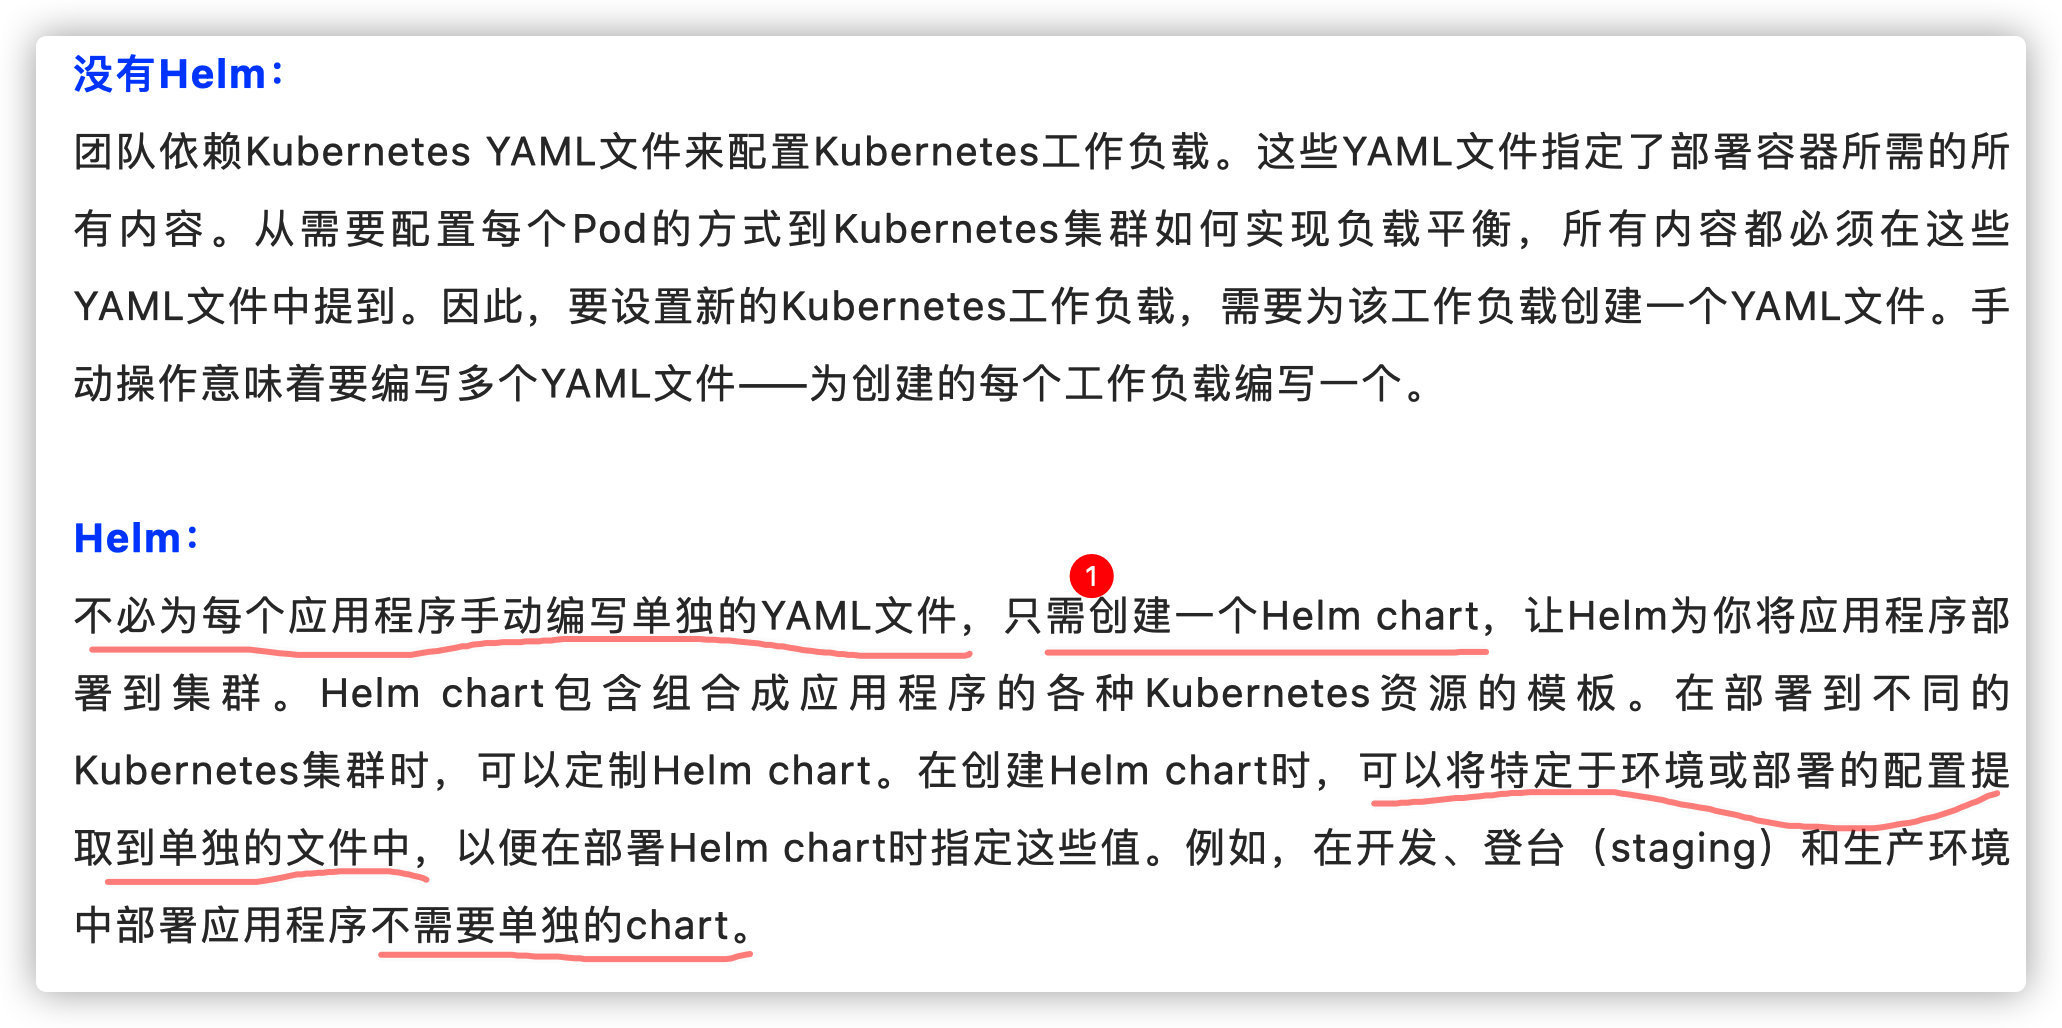 没有Helm：
团队依赖Kubernetes YAML文件来配置Kubernetes工作负载。这些YAML文件指定了部署容器所需的所
有内容。从需要配置每个Pod的方式到Kubernetes集群如何实现负载平衡，所有内容都必须在这些
YAML文件中提到。因此，要设置新的Kubernetes工作负载，需要为该工作负载创建一个YAML文件。手
动操作意味着要编写多个YAML文件——为创建的每个工作负载编写一个。
Helm：
1
不必为每个应用程序手动编写单独的YAML文件，只需创建一个Helm chart，让Helm为你将应用程序部
署到集群。Helm chart包含组合成应用程序的各种Kubernetes资源的模板。在部署到不同的
Kubernetes集群时，可以定制Helm chart。在创建Helm chart时，可以将特定于环境或部署的配置提
取到单独的文件中，以便在部署Helm chart时指定这些值。例如，在开发、登台（staging）和生产环境
中部署应用程序不需要单独的chart。